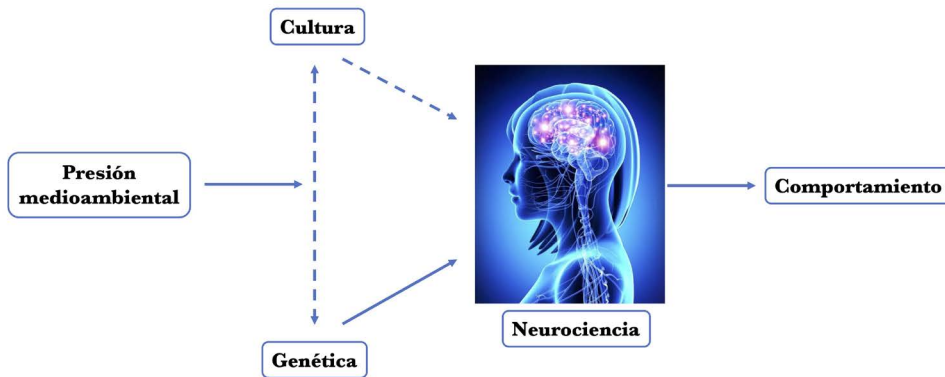 Cultura
Presión
medioambiental
Comportamiento
Neurociencia
Genética